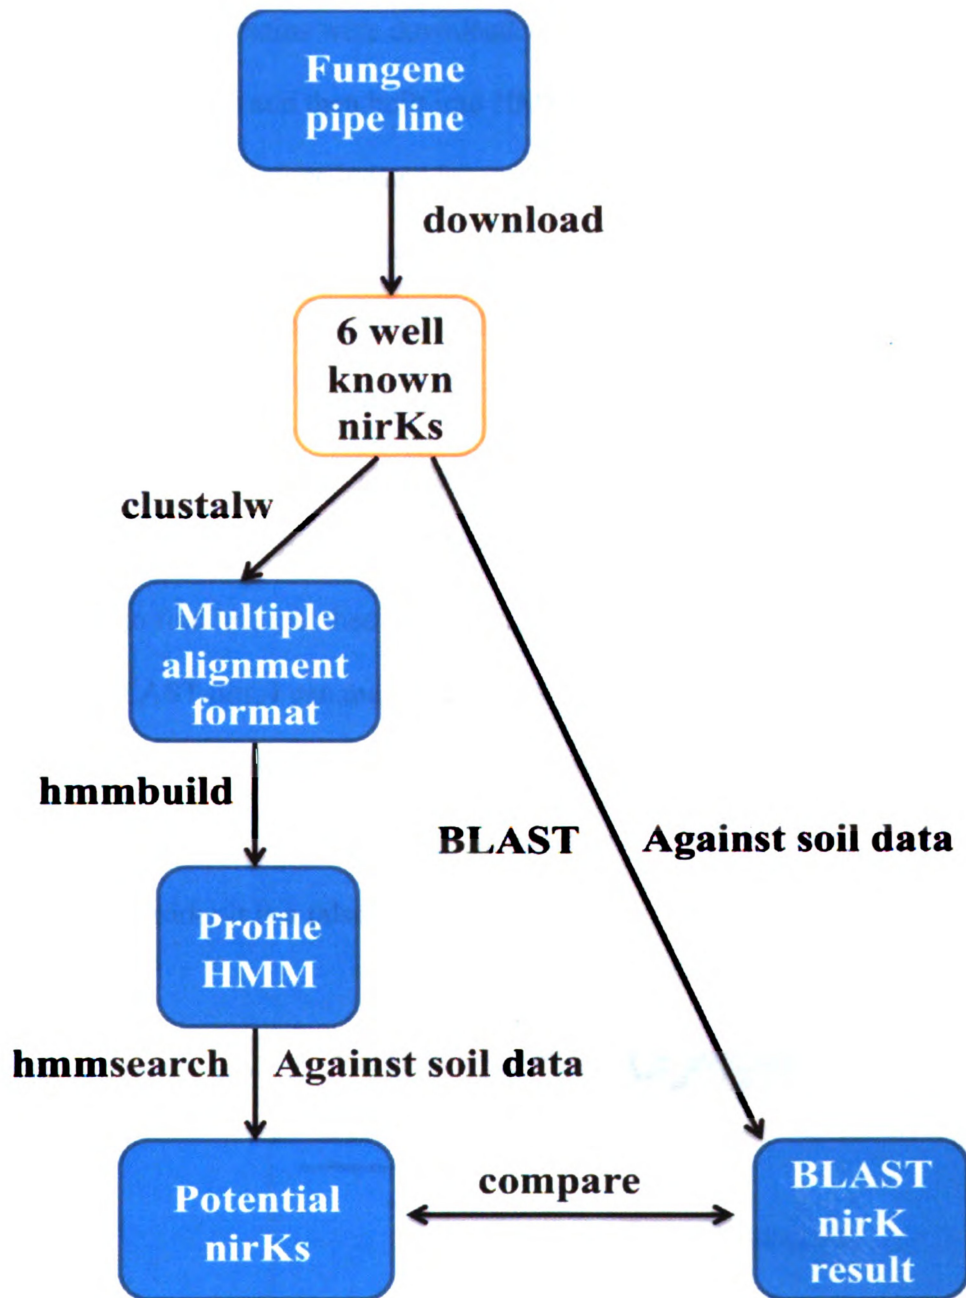 Fungene
pipe line
download
6 well
known
nirKs
clustalw
Multiple
alignment
format
hmmbuild
BLAST Against soil data
Profile
HMM
hmmsearch Against soil data
Potential
nirKs
compare
BLAST
nirK
result